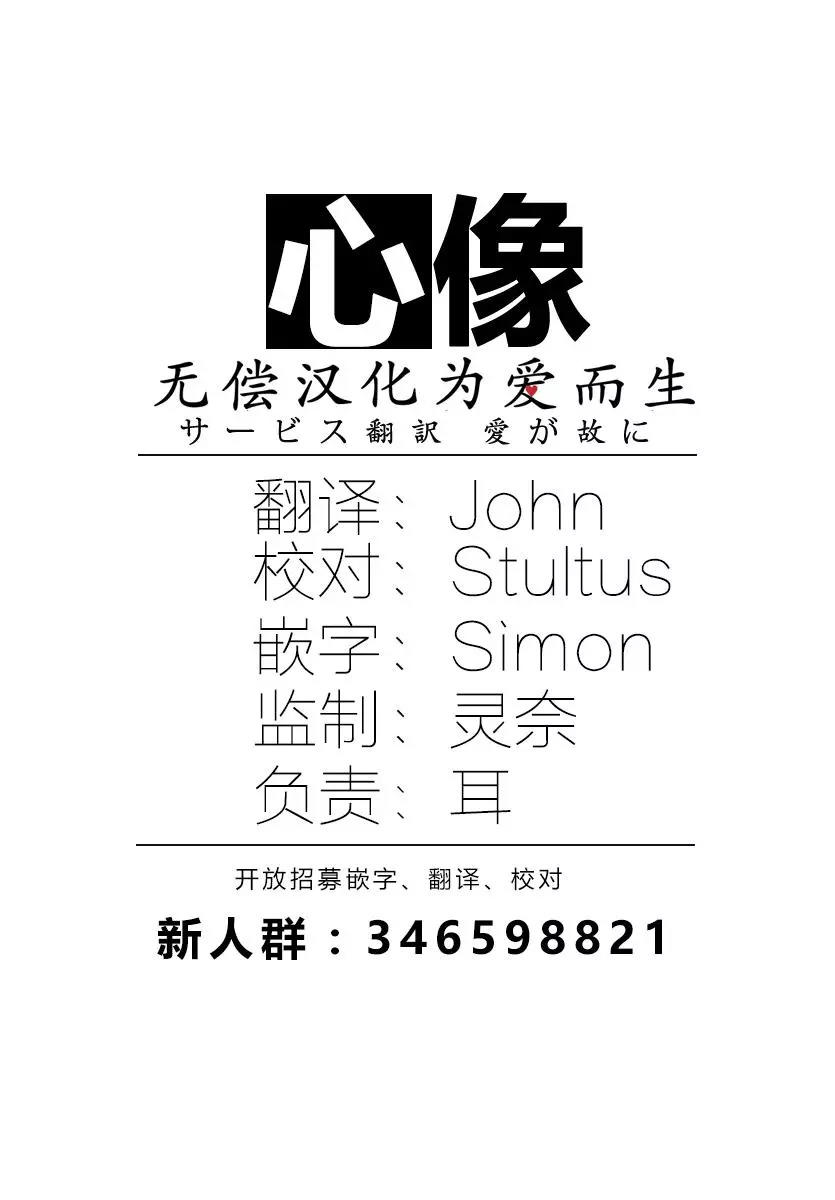 心像
无偿汉化为爱而生
サービス翻訳 愛が故に
翻译：John
校对：Stultus
嵌字：Sìmon
监制：灵奈
负责：耳
开放招募嵌字、翻译、校对
新人群：346598821